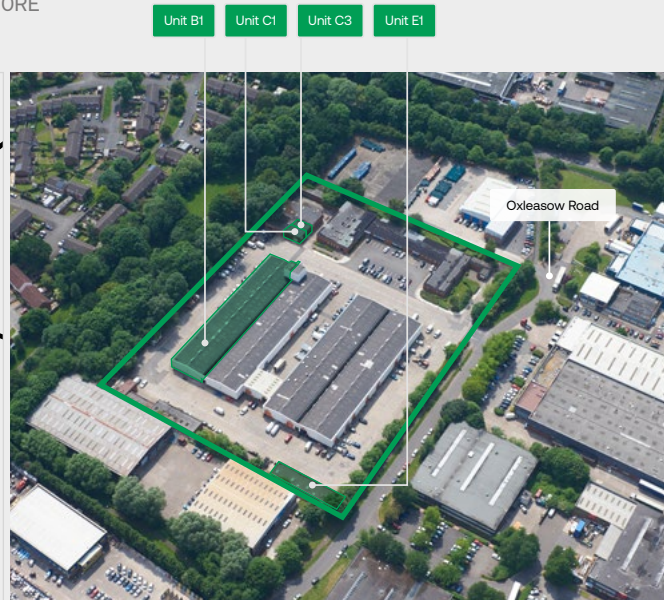 ORE
Unit B1
Unit C1
Unit C3
Unit E1
Oxleasow Road